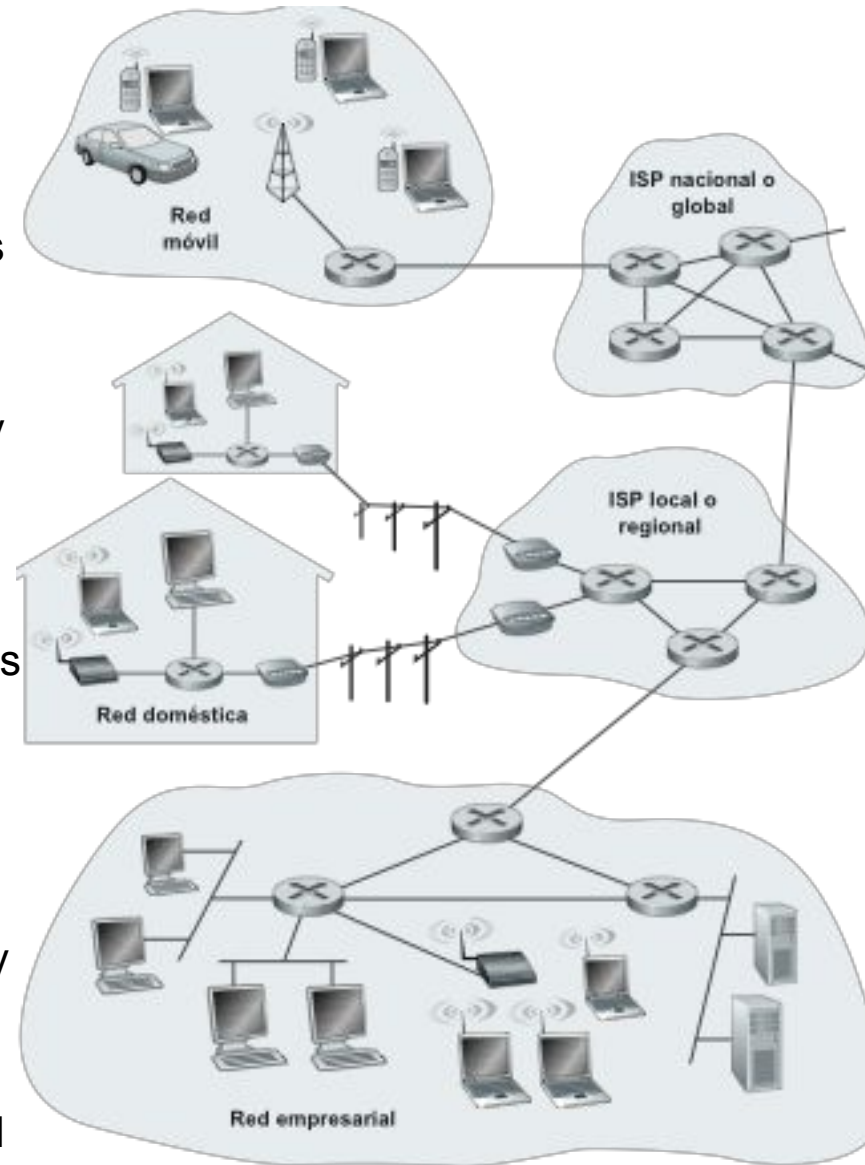 Red
móvil
ISP nacional o
global
s
y
ISP local o
regional
s
Red doméstica
y
Red empresarial
l